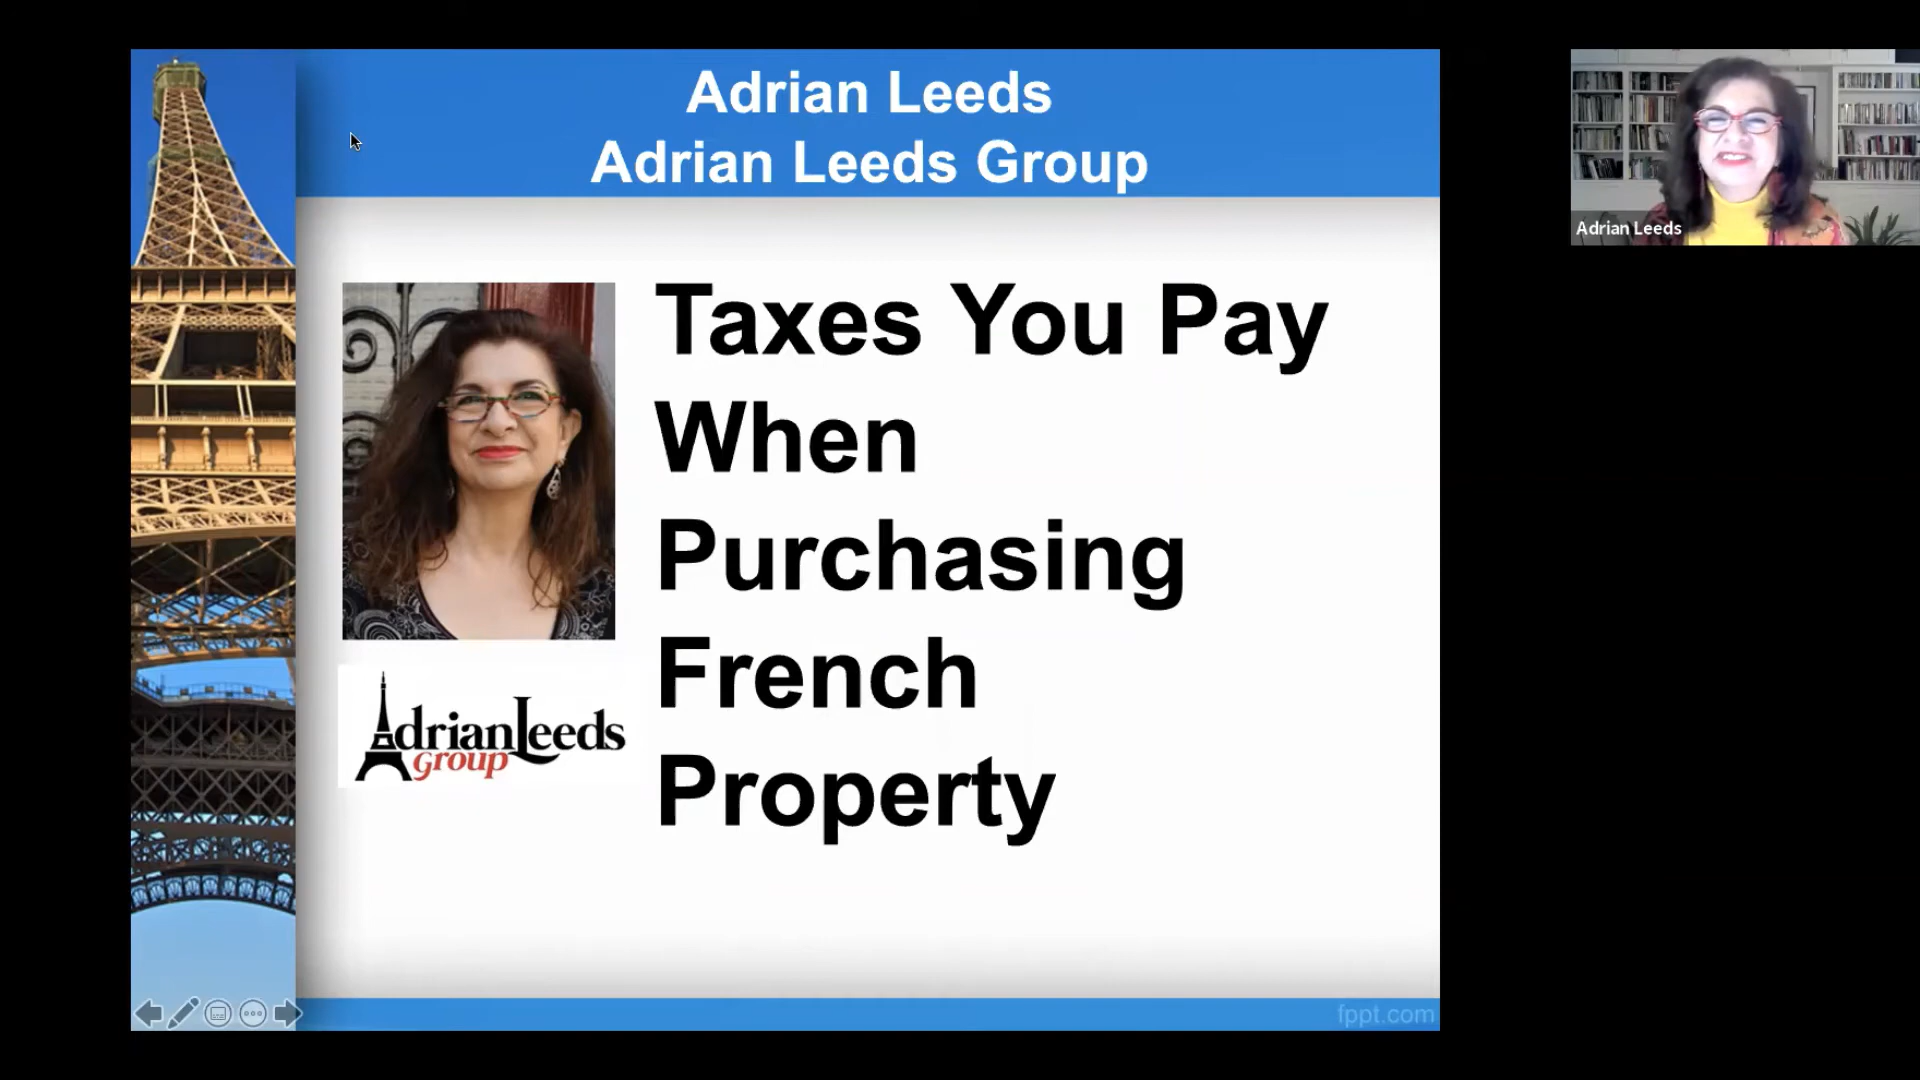 Adrian Leeds
Adrian Leeds Group
Adrian Leeds
Taxes You Pay
When
Purchasing
French
Property
AdrianLeeds
group
fppt.com